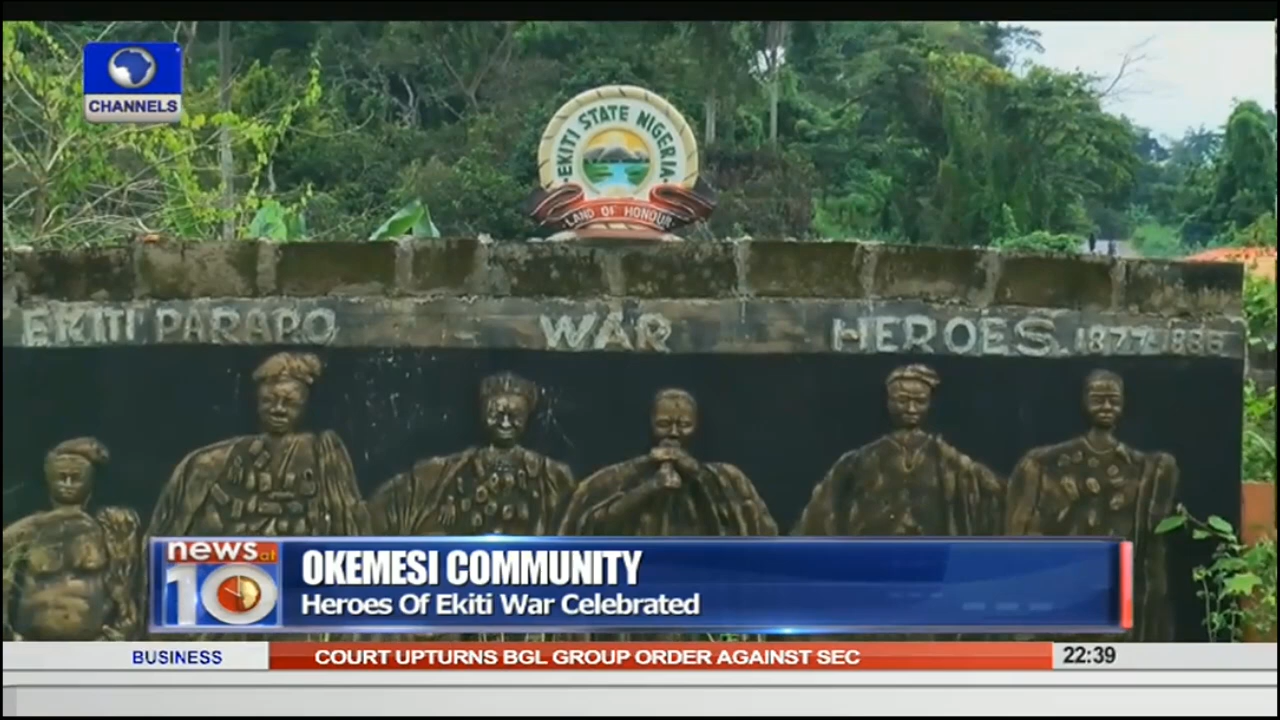 CHANNELS
EKITI STATE NIGERIA
LAND OF HONOUR
EKITI PARAPO WAR HEROES 1877-1886
news at 10
OKEMESI COMMUNITY
Heroes Of Ekiti War Celebrated
BUSINESS COURT UPTURNS BGL GROUP ORDER AGAINST SEC 22:39